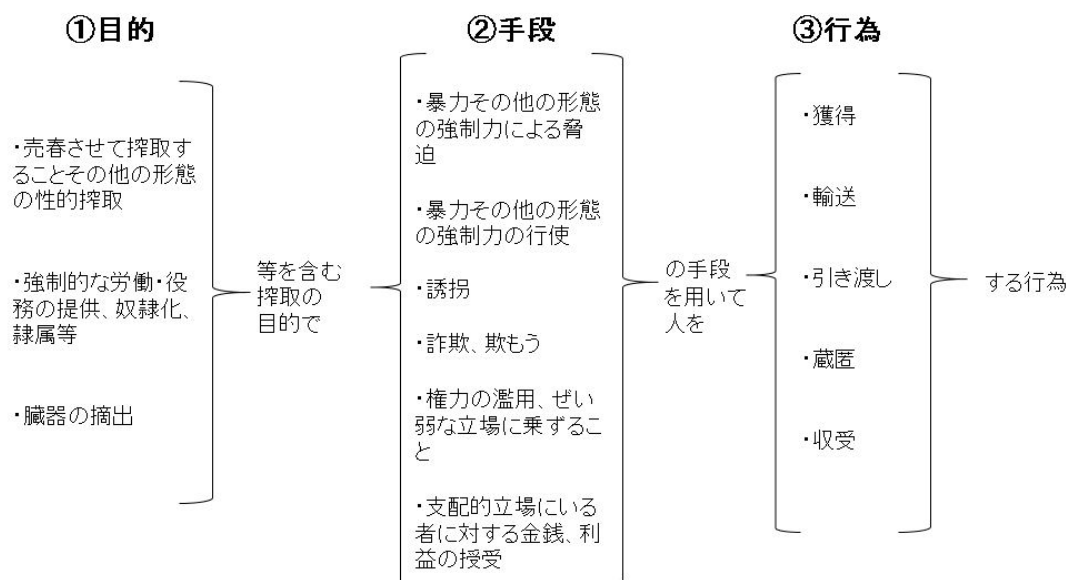 ①目的
・売春させて搾取す
ることその他の形態
の性的搾取
・強制的な労働・役
務の提供、奴隷化、
隷属等
・臓器の摘出
等を含む
搾取の
目的で
②手段
・暴力その他の形態
の強制力による脅
迫
・暴力その他の形態
の強制力の行使
・誘拐
・詐欺、欺もう
・権力の濫用、ぜい
弱な立場に乗ずるこ
と
・支配的立場にいる
者に対する金銭、利
益の授受
の手段
を用いて
人を
③行為
・獲得
・輸送
・引き渡し
・蔵匿
・収受
する行為